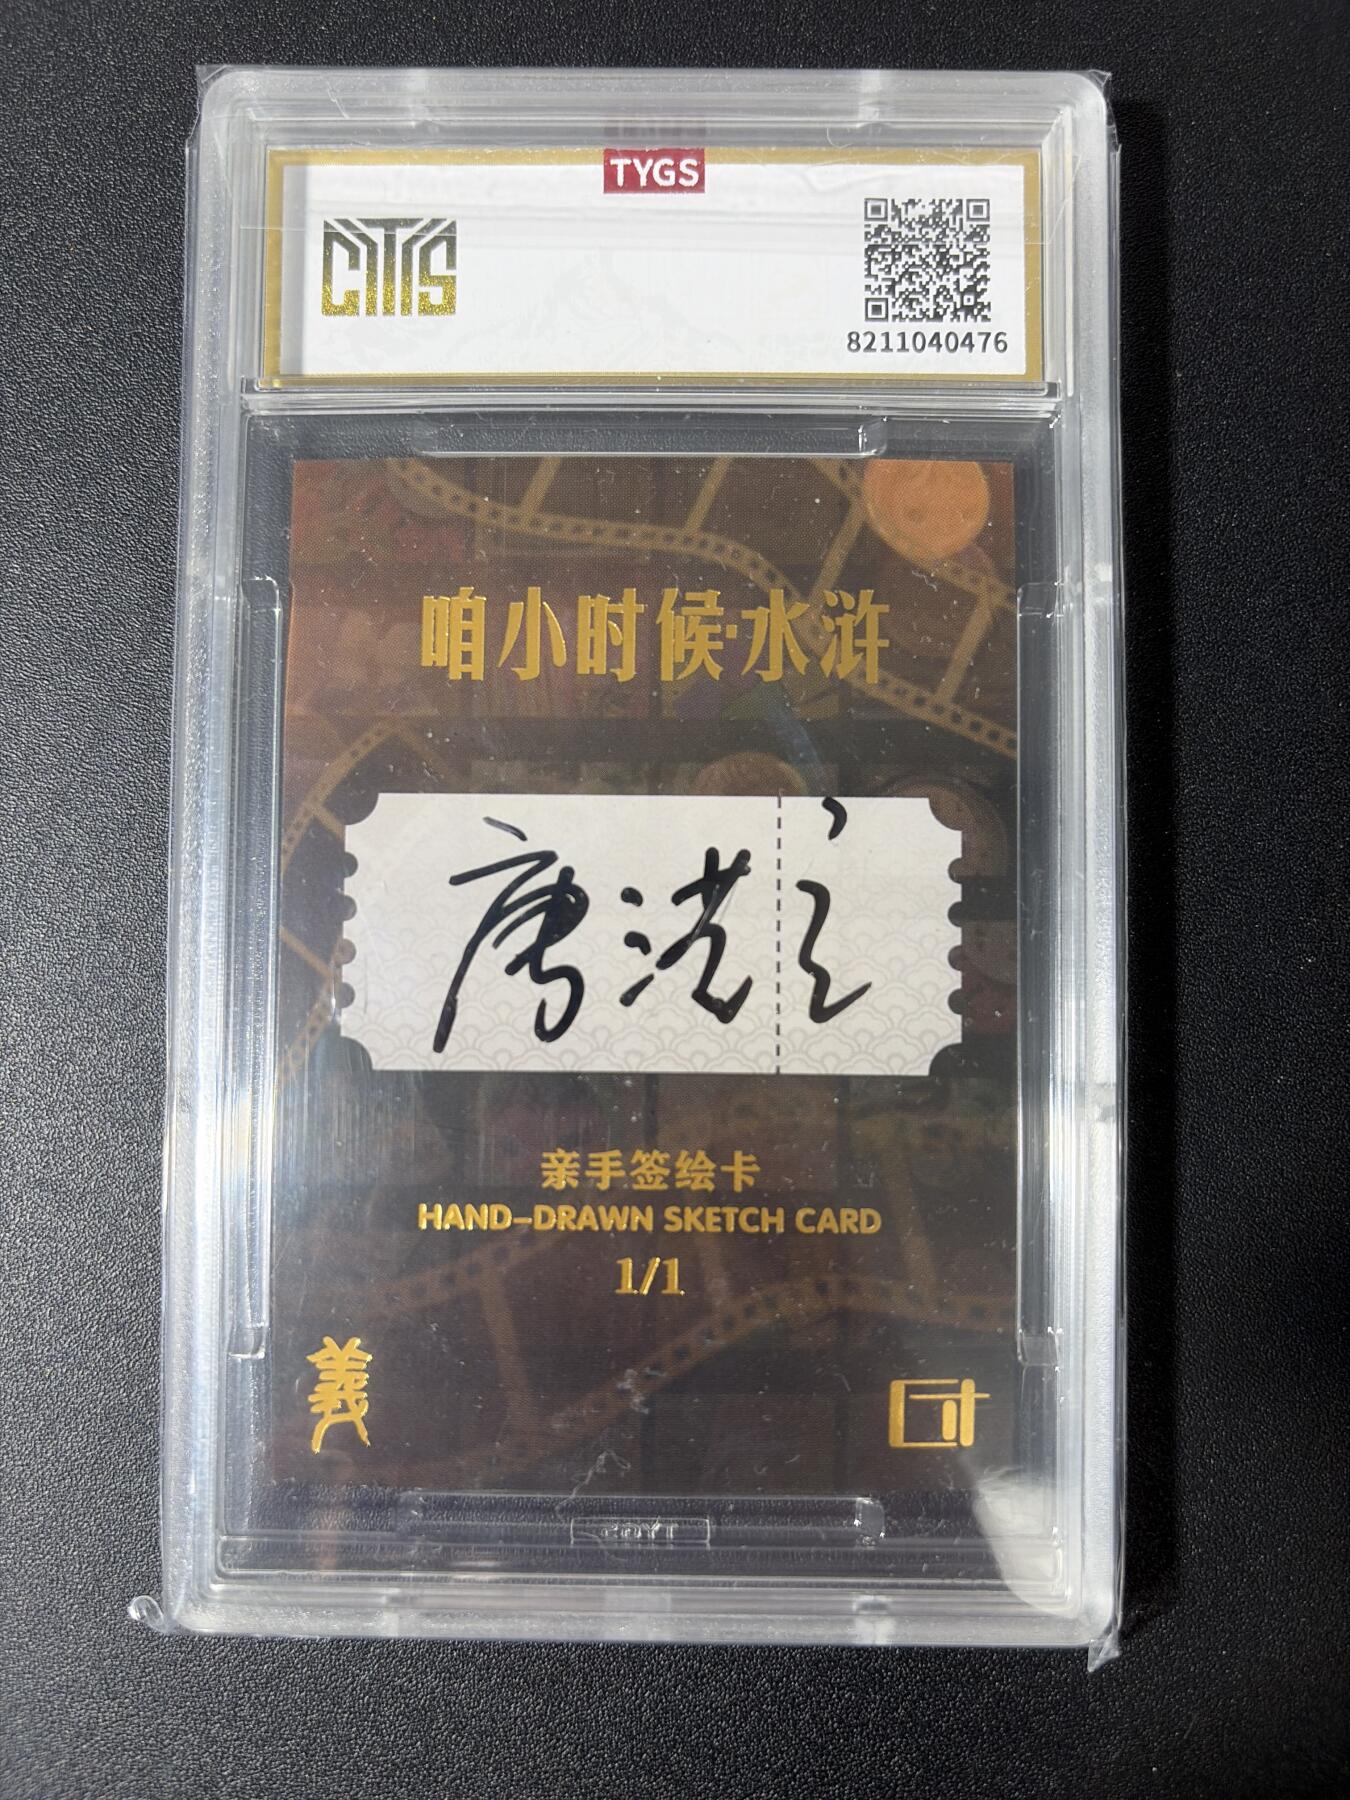 TYGS
CITIS
8211040476
咱小时候·水浒
唐洪
亲手签绘卡
HAND-DRAWN SKETCH CARD
1/1
義